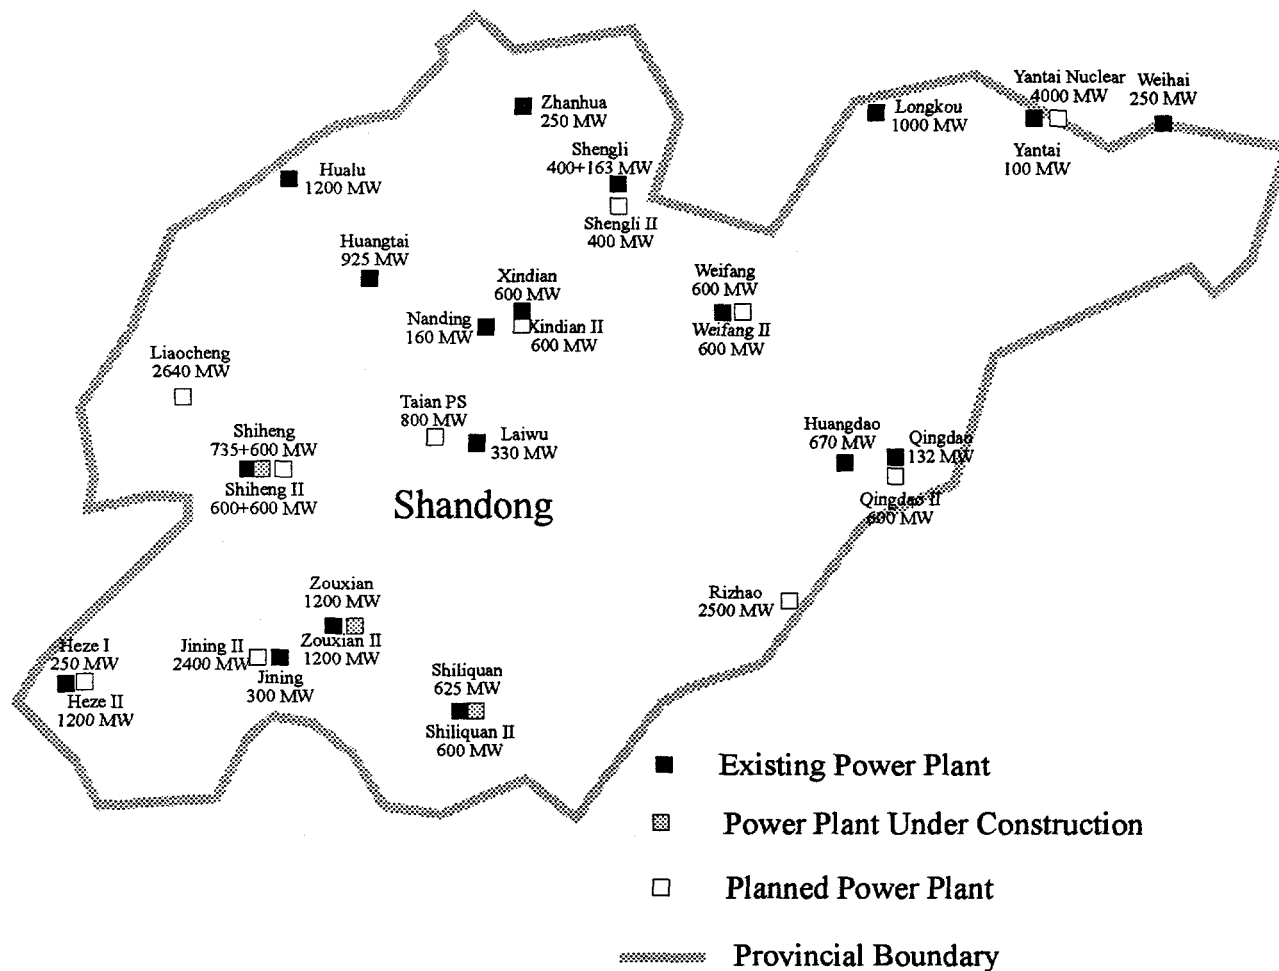 Zhanhua
250 MW
Longkou
1000 MW
Yantai Nuclear
4000 MW
Yantai
100 MW
Weihai
250 MW
Shengli
400+163 MW
Shengli II
400 MW
Hualu
1200 MW
Huangtai
925 MW
Xindian
600 MW
Xindian II
600 MW
Nanding
160 MW
Weifang
600 MW
Weifang II
600 MW
Liaocheng
2640 MW
Taian PS
800 MW
Laiwu
330 MW
Shiheng
735+600 MW
Shiheng II
600+600 MW
Huangdao
670 MW
Qingdao
132 MW
Qingdao II
600 MW
Shandong
Rizhao
2500 MW
Zouxian
1200 MW
Zouxian II
1200 MW
Heze I
250 MW
Heze II
1200 MW
Jining II
2400 MW
Jining
300 MW
Shiliquan
625 MW
Shiliquan II
600 MW
Existing Power Plant
Power Plant Under Construction
Planned Power Plant
Provincial Boundary